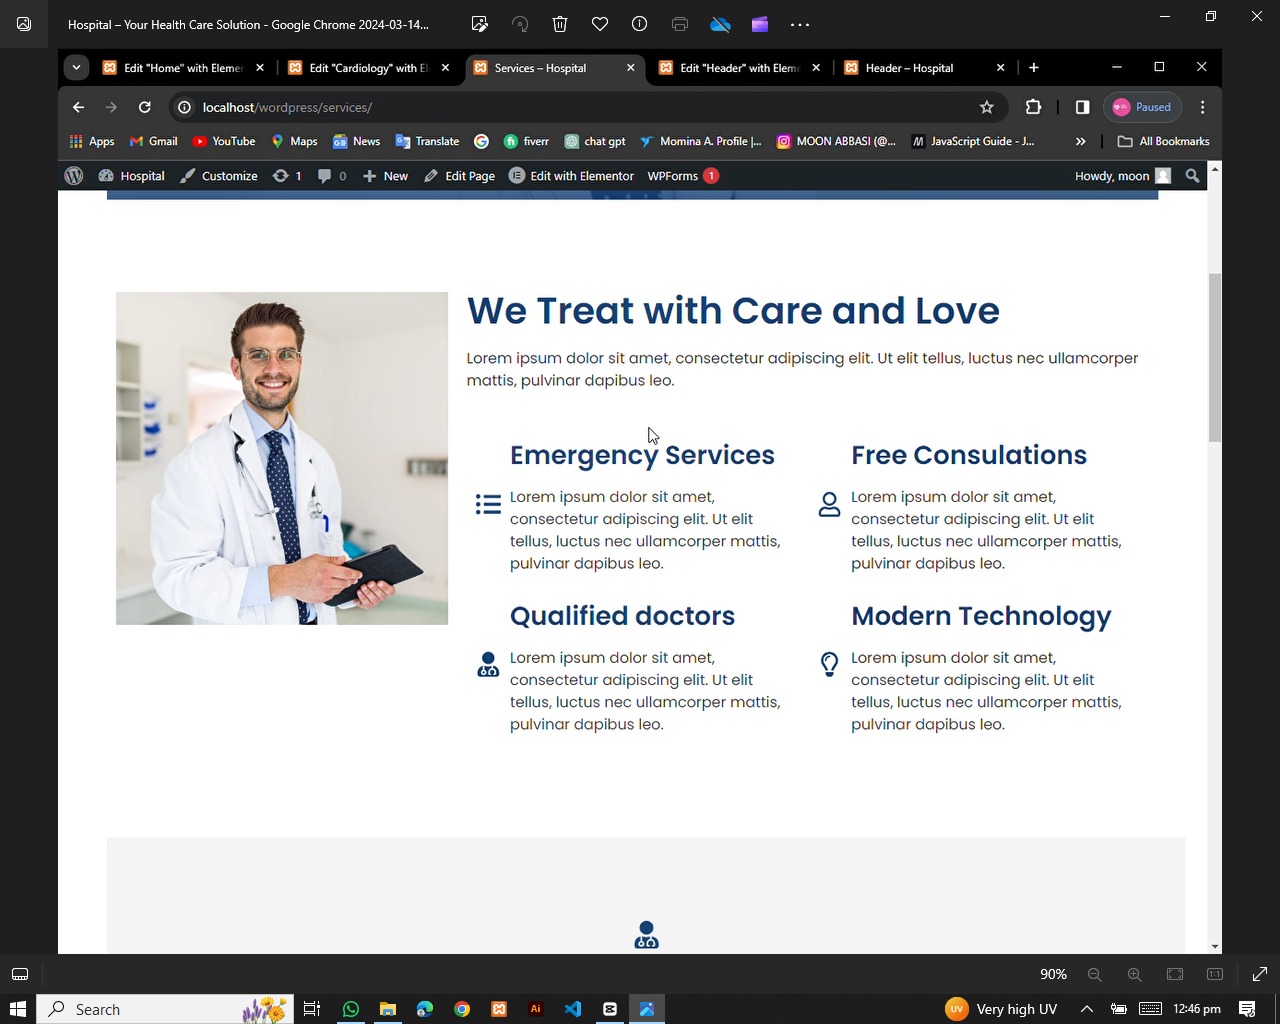 Hospital – Your Health Care Solution - Google Chrome 2024-03-14...
Edit "Home" with Elemer
Edit "Cardiology" with El
Services – Hospital
Edit "Header" with Eleme
Header – Hospital
localhost/wordpress/services/
Paused
Apps
Gmail
YouTube
Maps
News
Translate
fiverr
chat gpt
Momina A. Profile |...
MOON ABBASI (@...
JavaScript Guide - J...
»
All Bookmarks
Hospital
Customize
1
0
New
Edit Page
Edit with Elementor
WPForms 1
Howdy, moon
We Treat with Care and Love
Lorem ipsum dolor sit amet, consectetur adipiscing elit. Ut elit tellus, luctus nec ullamcorper
mattis, pulvinar dapibus leo.
Emergency Services
Lorem ipsum dolor sit amet,
consectetur adipiscing elit. Ut elit
tellus, luctus nec ullamcorper mattis,
pulvinar dapibus leo.
Free Consulations
Lorem ipsum dolor sit amet,
consectetur adipiscing elit. Ut elit
tellus, luctus nec ullamcorper mattis,
pulvinar dapibus leo.
Qualified doctors
Lorem ipsum dolor sit amet,
consectetur adipiscing elit. Ut elit
tellus, luctus nec ullamcorper mattis,
pulvinar dapibus leo.
Modern Technology
Lorem ipsum dolor sit amet,
consectetur adipiscing elit. Ut elit
tellus, luctus nec ullamcorper mattis,
pulvinar dapibus leo.
90%
1:1
Search
Ai
UV
Very high UV
12:46 pm